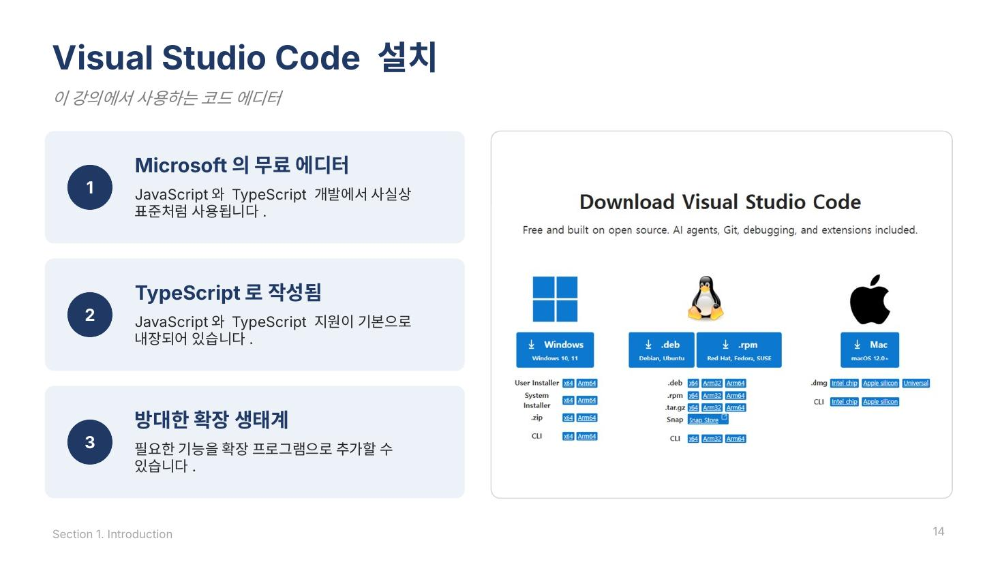 Visual Studio Code 설치
이 강의에서 사용하는 코드 에디터
1
Microsoft 의 무료 에디터
JavaScript 와 TypeScript 개발에서 사실상
표준처럼 사용됩니다 .
2
TypeScript 로 작성됨
JavaScript 와 TypeScript 지원이 기본으로
내장되어 있습니다 .
3
방대한 확장 생태계
필요한 기능을 확장 프로그램으로 추가할 수
있습니다 .
Download Visual Studio Code
Free and built on open source. AI agents, Git, debugging, and extensions included.
Windows
Windows 10, 11
User Installer x64 Arm64
System
Installer x64 Arm64
.zip x64 Arm64
CLI x64 Arm64
.deb
Debian, Ubuntu
.rpm
Red Hat, Fedora, SUSE
.deb x64 Arm32 Arm64
.rpm x64 Arm32 Arm64
.tar.gz x64 Arm32 Arm64
Snap Snap Store
CLI x64 Arm32 Arm64
Mac
macOS 12.0+
.dmg Intel chip Apple silicon Universal
CLI Intel chip Apple silicon
Section 1. Introduction
14